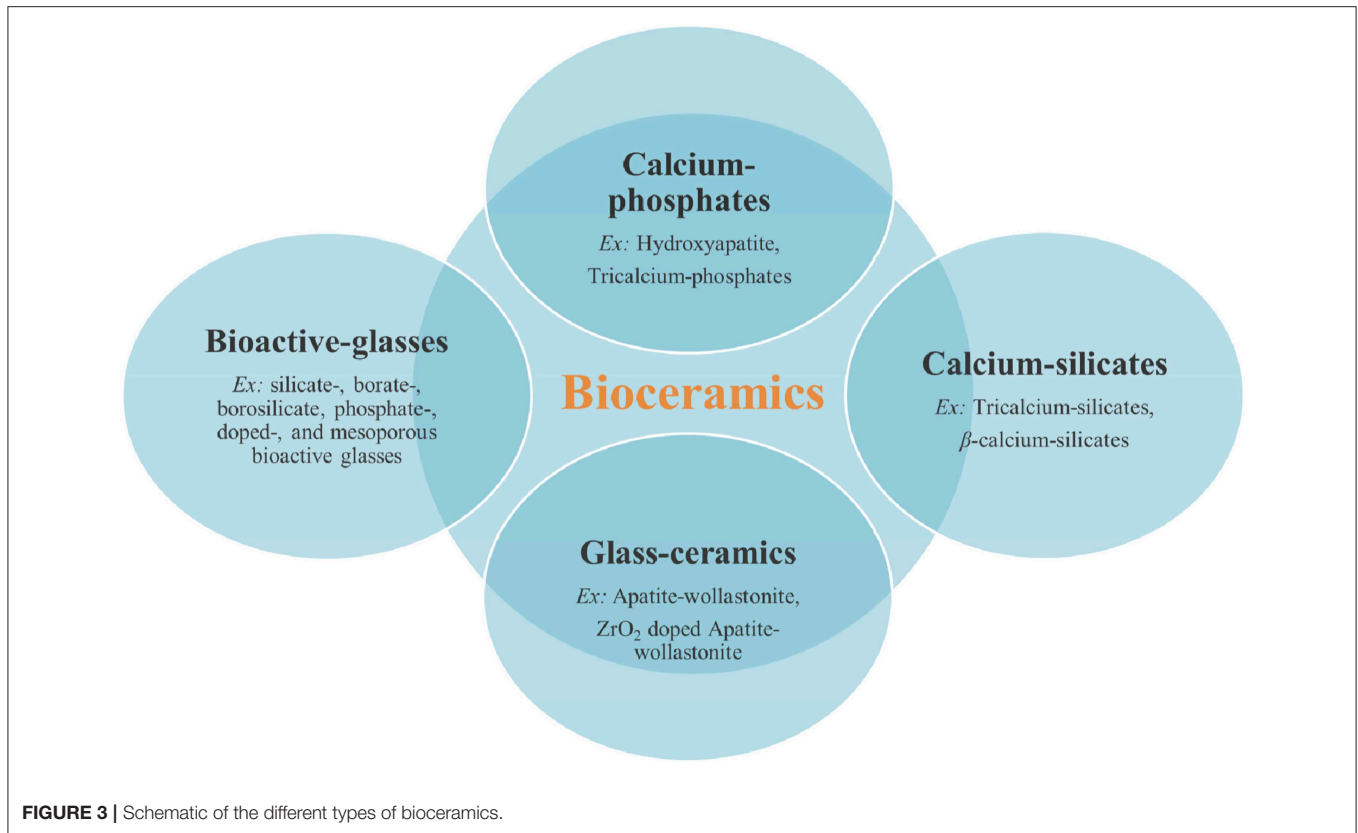 Calcium-
phosphates
Ex: Hydroxyapatite,
Tricalcium-phosphates
Bioactive-glasses
Ex: silicate-, borate-,
borosilicate, phosphate-,
doped-, and mesoporous
bioactive glasses
Bioceramics
Calcium-silicates
Ex: Tricalcium-silicates,
β-calcium-silicates
Glass-ceramics
Ex: Apatite-wollastonite,
ZrO₂ doped Apatite-
wollastonite
FIGURE 3 | Schematic of the different types of bioceramics.